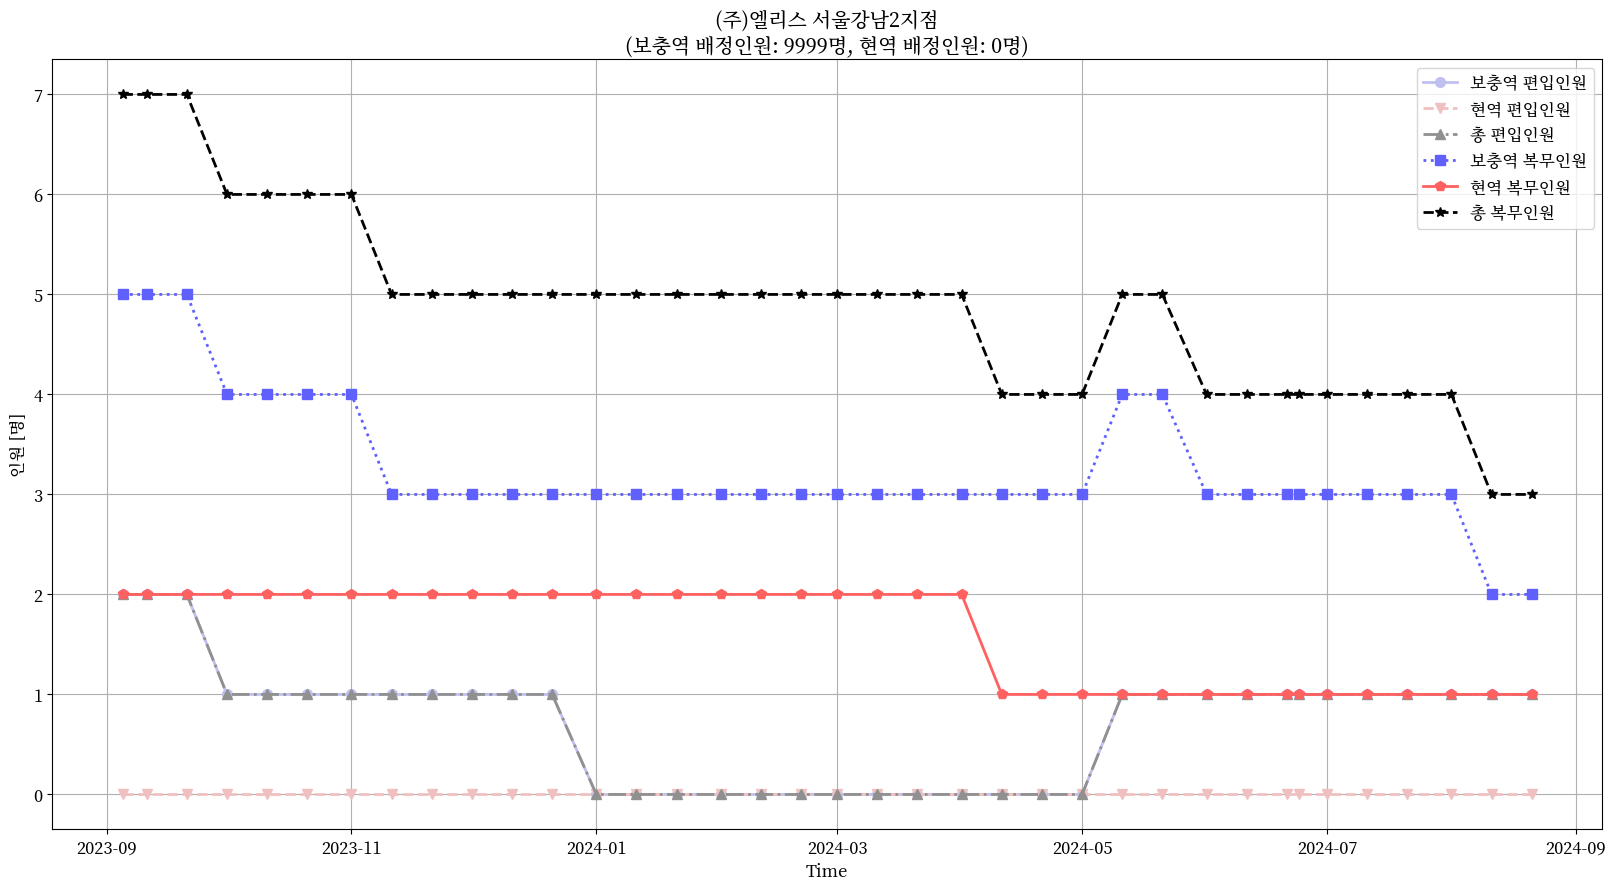 (주)엘리스 서울강남2지점
(보충역 배정인원: 9999명, 현역 배정인원: 0명)
보충역 편입인원
현역 편입인원
총 편입인원
보충역 복무인원
현역 복무인원
총 복무인원
인원 [명]
7
6
5
4
3
2
1
0
2023-09
2023-11
2024-01
2024-03
2024-05
2024-07
2024-09
Time